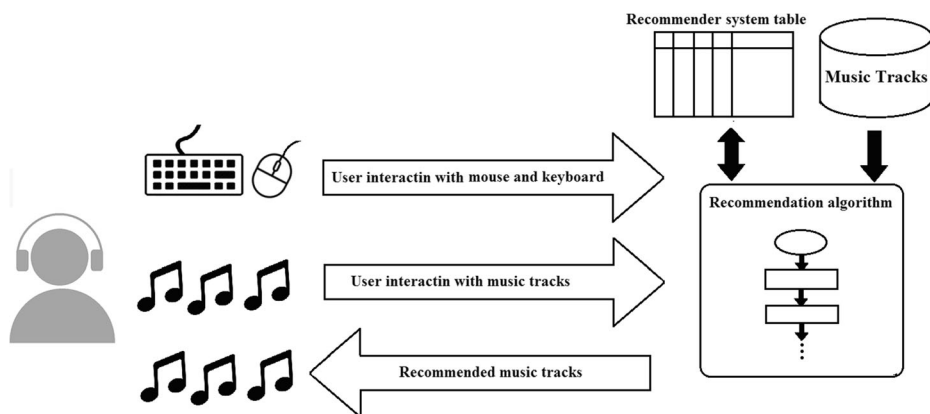 Recommender system table
Music Tracks
User interactin with mouse and keyboard
Recommendation algorithm
User interactin with music tracks
Recommended music tracks